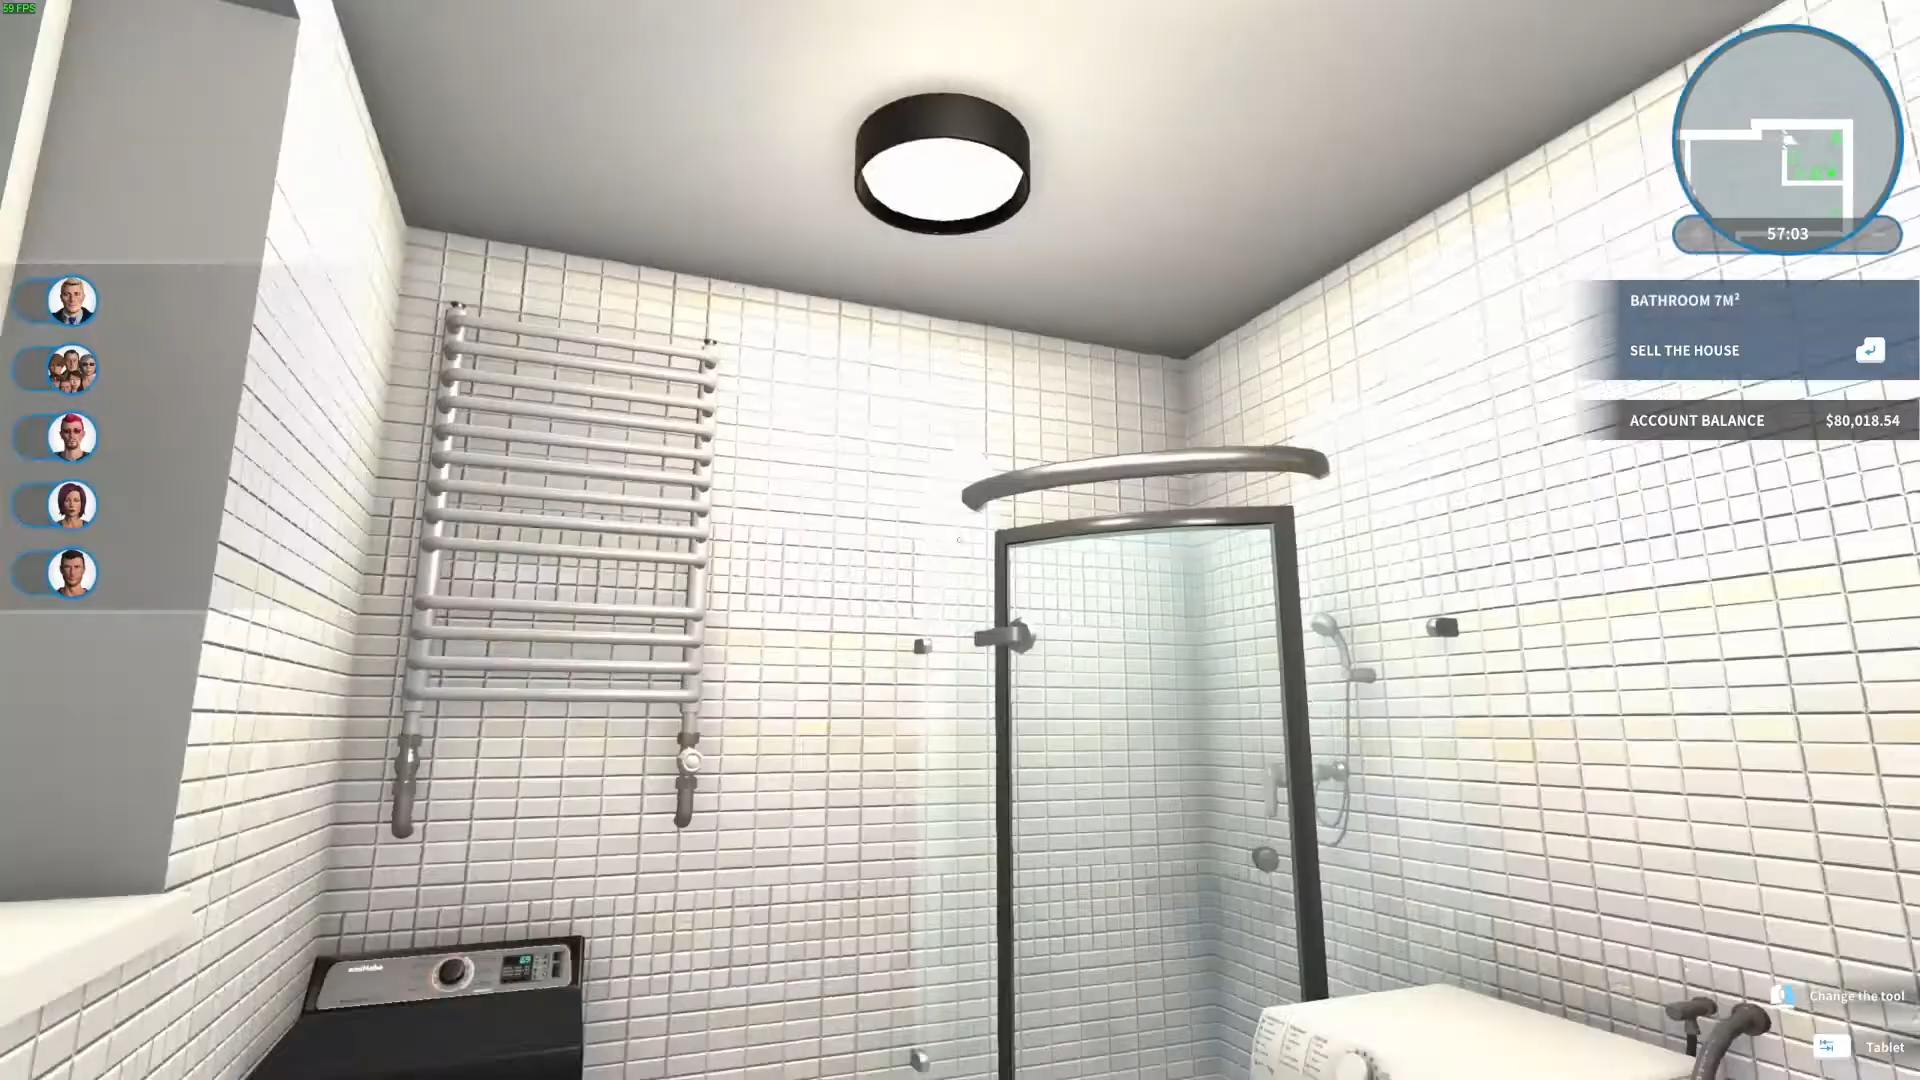 59 FPS
57:03
BATHROOM 7M²
SELL THE HOUSE
ACCOUNT BALANCE $80,018.54
Change the tool
Tablet